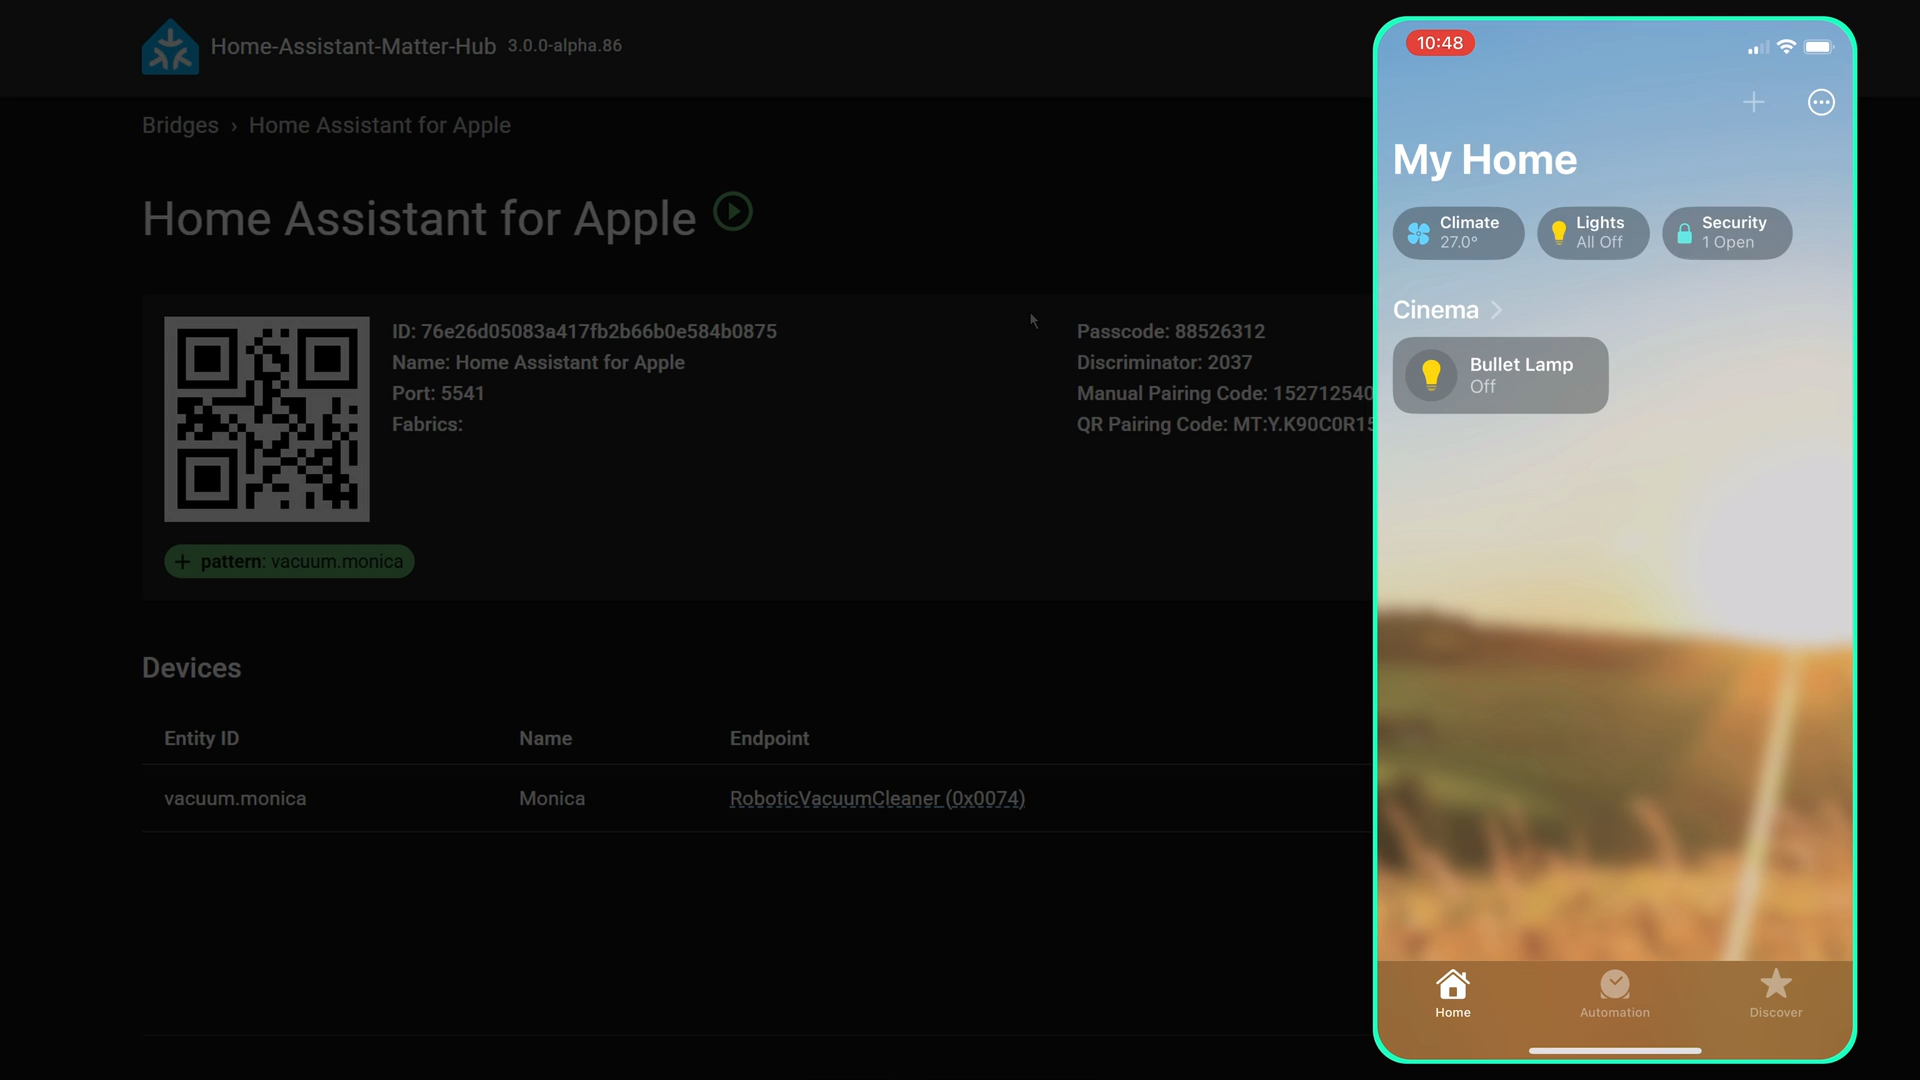 Home-Assistant-Matter-Hub 3.0.0-alpha.86
Bridges › Home Assistant for Apple
Home Assistant for Apple
ID: 76e26d05083a417fb2b66b0e584b0875
Name: Home Assistant for Apple
Port: 5541
Fabrics:
Passcode: 88526312
Discriminator: 2037
Manual Pairing Code: 152712540
QR Pairing Code: MT:Y.K90C0R15
+ pattern: vacuum.monica
Devices
Entity ID Name Endpoint
vacuum.monica Monica RoboticVacuumCleaner (0x0074)
10:48
My Home
Climate
27.0°
Lights
All Off
Security
1 Open
Cinema
Bullet Lamp
Off
Home Automation Discover